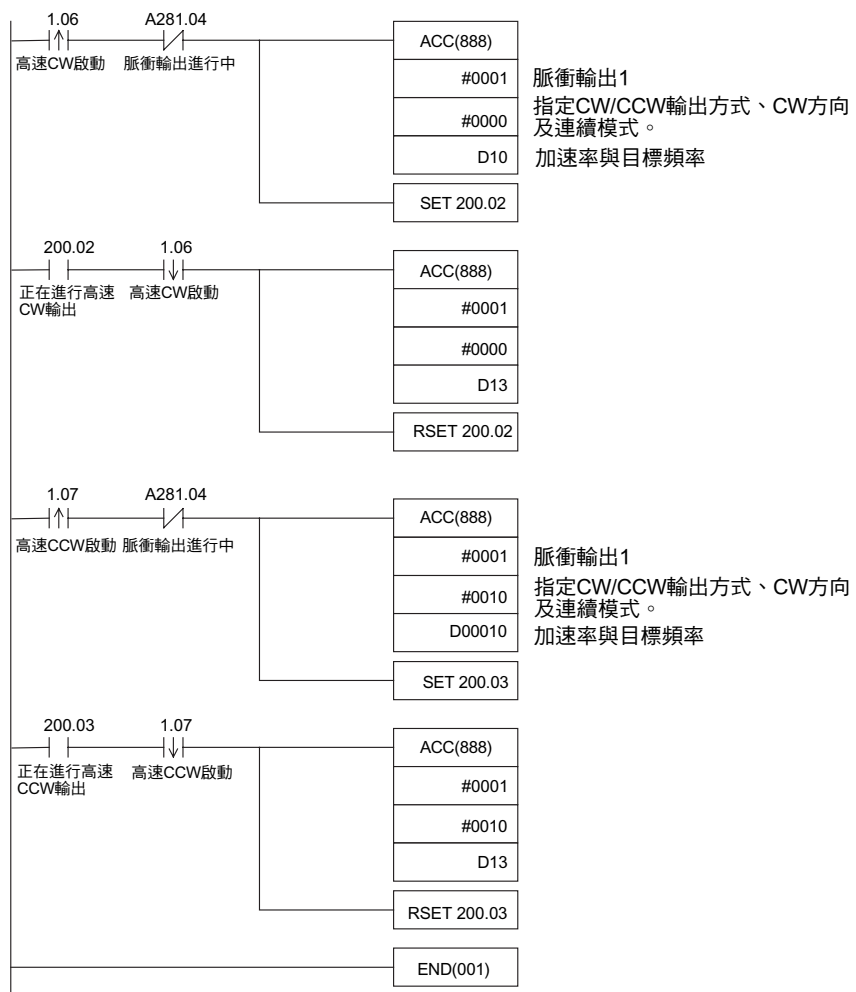 1.06 A281.04
高速CW啟動 脈衝輸出進行中
ACC(888)
#0001 脈衝輸出1
#0000 指定CW/CCW輸出方式、CW方向
及連續模式。
D10 加速率與目標頻率
SET 200.02
200.02 1.06
正在進行高速 高速CW啟動
CW輸出
ACC(888)
#0001
#0000
D13
RSET 200.02
1.07 A281.04
高速CCW啟動 脈衝輸出進行中
ACC(888)
#0001 脈衝輸出1
#0010 指定CW/CCW輸出方式、CW方向
及連續模式。
D00010 加速率與目標頻率
SET 200.03
200.03 1.07
正在進行高速 高速CCW啟動
CCW輸出
ACC(888)
#0001
#0010
D13
RSET 200.03
END(001)